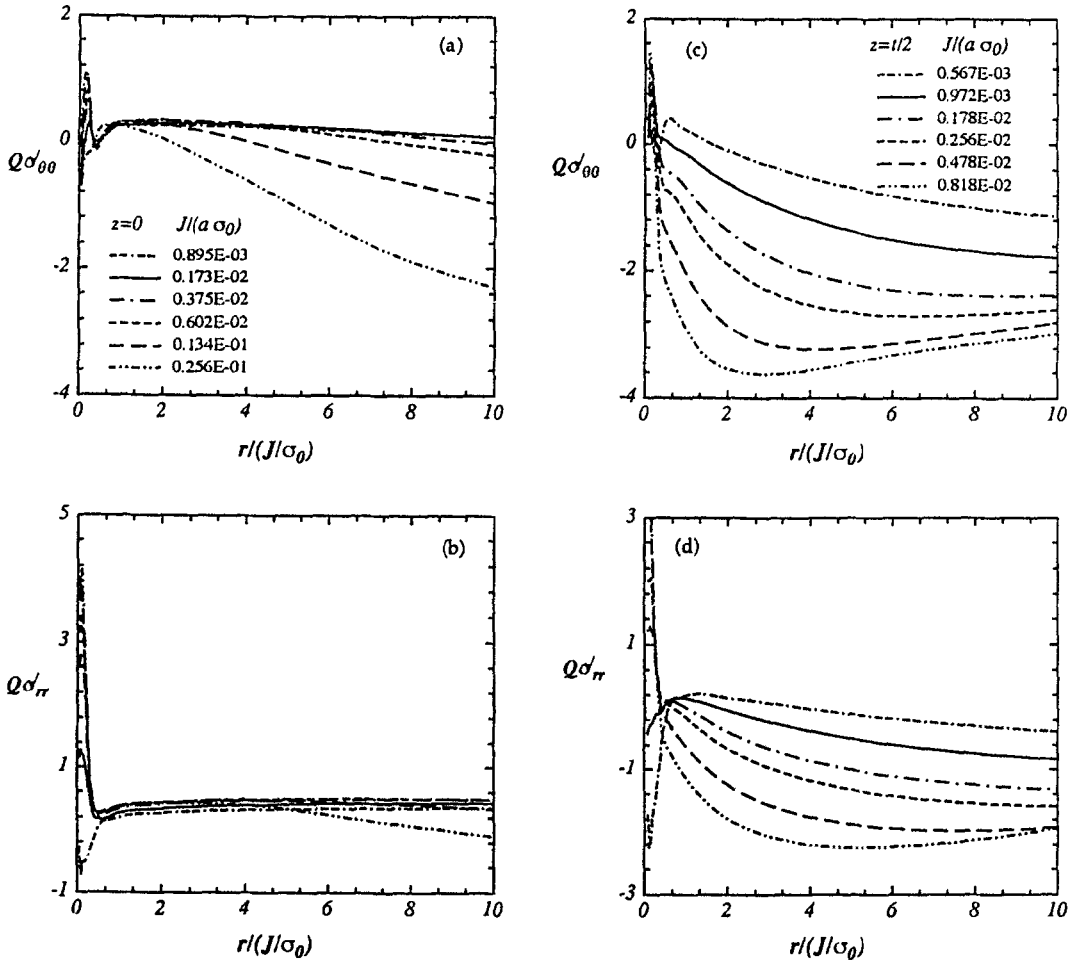 2
(a)
0
Qσ'θθ
z=0 J/(a σ0)
0.895E-03
0.173E-02
0.375E-02
0.602E-02
0.134E-01
0.256E-01
-2
-4
0 2 4 6 8 10
r/(J/σ0)
2
(c)
z=t/2 J/(a σ0)
0.567E-03
0.972E-03
0.178E-02
0.256E-02
0.478E-02
0.818E-02
0
Qσ'θθ
-2
-4
0 2 4 6 8 10
r/(J/σ0)
5
(b)
3
Qσ'rr
1
-1
0 2 4 6 8 10
r/(J/σ0)
3
(d)
1
Qσ'rr
-1
-3
0 2 4 6 8 10
r/(J/σ0)